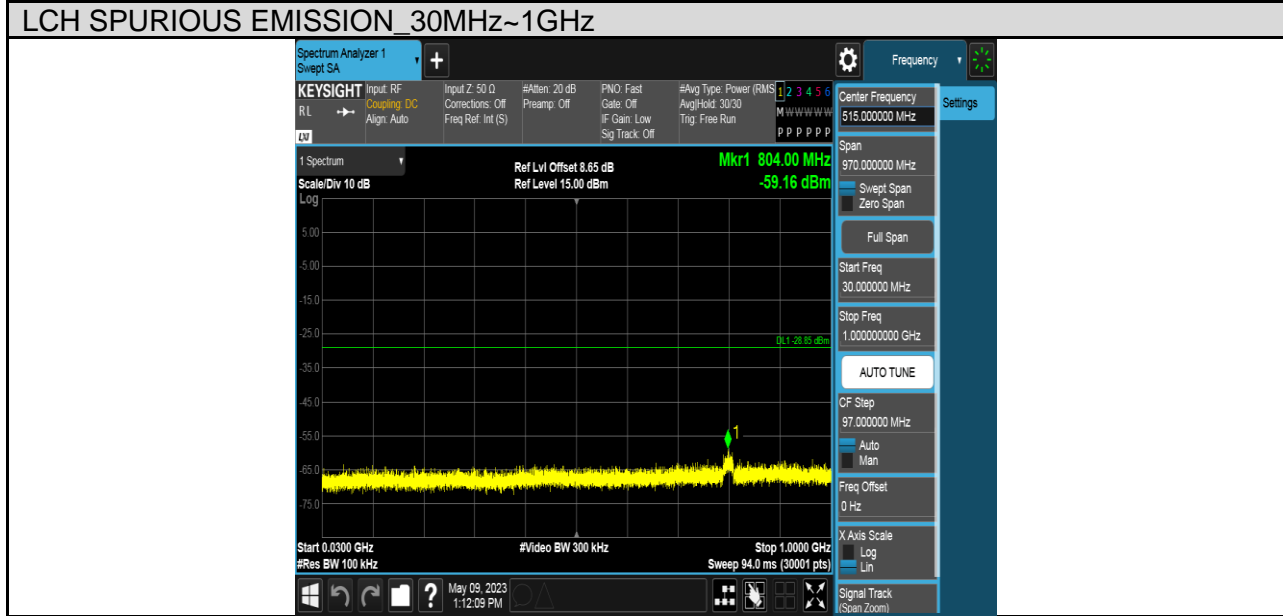 LCH SPURIOUS EMISSION_30MHz~1GHz
Spectrum Analyzer 1
Swept SA
+
Frequency
KEYSIGHT
RL
LXI
Input: RF
Coupling: DC
Align: Auto
Input Z: 50 Ω
Corrections: Off
Freq Ref: Int (S)
#Atten: 20 dB
Preamp: Off
PNO: Fast
Gate: Off
IF Gain: Low
Sig Track: Off
#Avg Type: Power (RMS
Avg|Hold: 30/30
Trig: Free Run
1 2 3 4 5 6
M W W W W W
P P P P P P
Center Frequency
515.000000 MHz
Settings
1 Spectrum
Scale/Div 10 dB
Ref Lvl Offset 8.65 dB
Ref Level 15.00 dBm
Mkr1 804.00 MHz
-59.16 dBm
Span
970.000000 MHz
Swept Span
Zero Span
Full Span
Start Freq
30.000000 MHz
Stop Freq
1.000000000 GHz
AUTO TUNE
CF Step
97.000000 MHz
Auto
Man
Freq Offset
0 Hz
X Axis Scale
Log
Lin
Signal Track
(Span Zoom)
Log
5.00
-5.00
-15.0
-25.0
DL1 -28.85 dBm
-35.0
-45.0
-55.0
1
-65.0
-75.0
Start 0.0300 GHz
#Video BW 300 kHz
Stop 1.0000 GHz
#Res BW 100 kHz
Sweep 94.0 ms (30001 pts)
?
May 09, 2023
1:12:09 PM